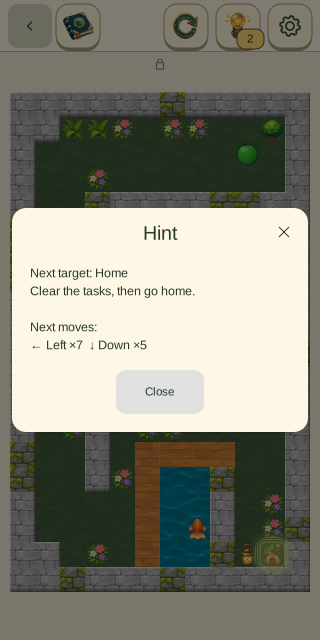 2
Hint
Next target: Home
Clear the tasks, then go home.
Next moves:
← Left ×7 ↓ Down ×5
Close